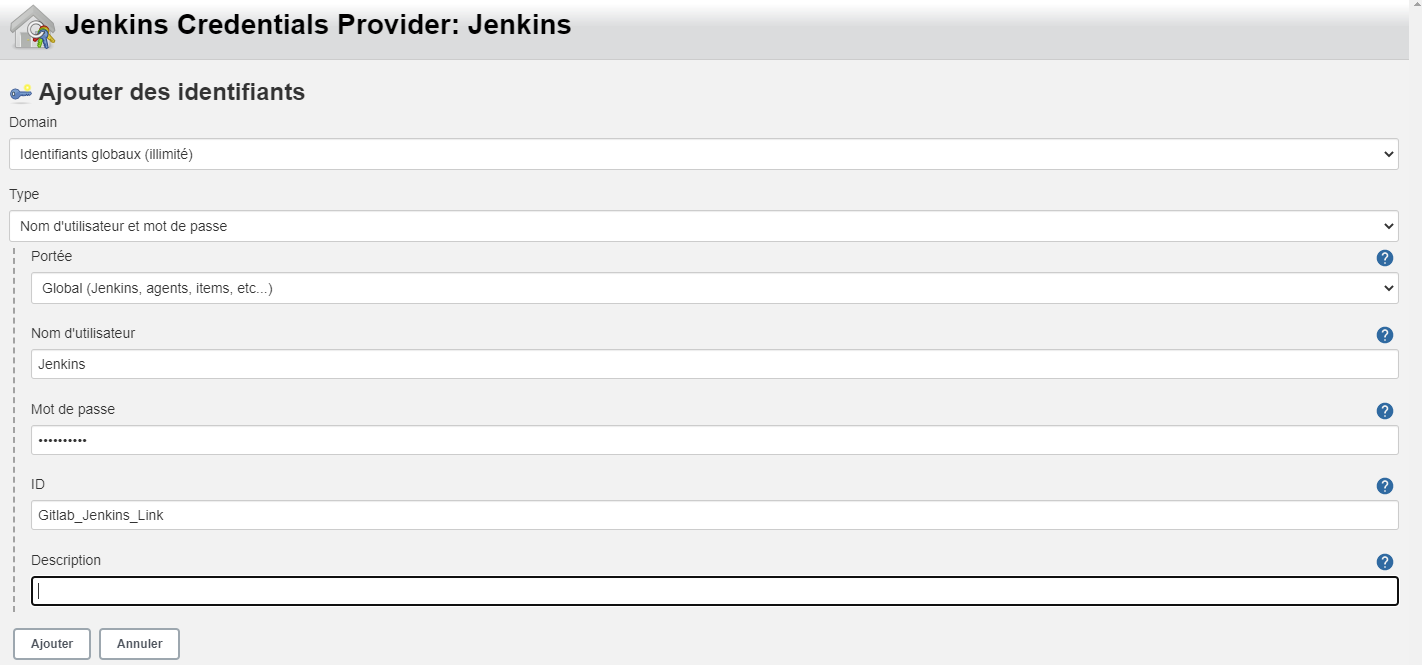 Jenkins Credentials Provider: Jenkins
Ajouter des identifiants
Domain
Identifiants globaux (illimité)
Type
Nom d'utilisateur et mot de passe
Portée
?
Global (Jenkins, agents, items, etc...)
Nom d'utilisateur
?
Jenkins
Mot de passe
?
••••••••••
ID
?
Gitlab_Jenkins_Link
Description
?
Ajouter
Annuler